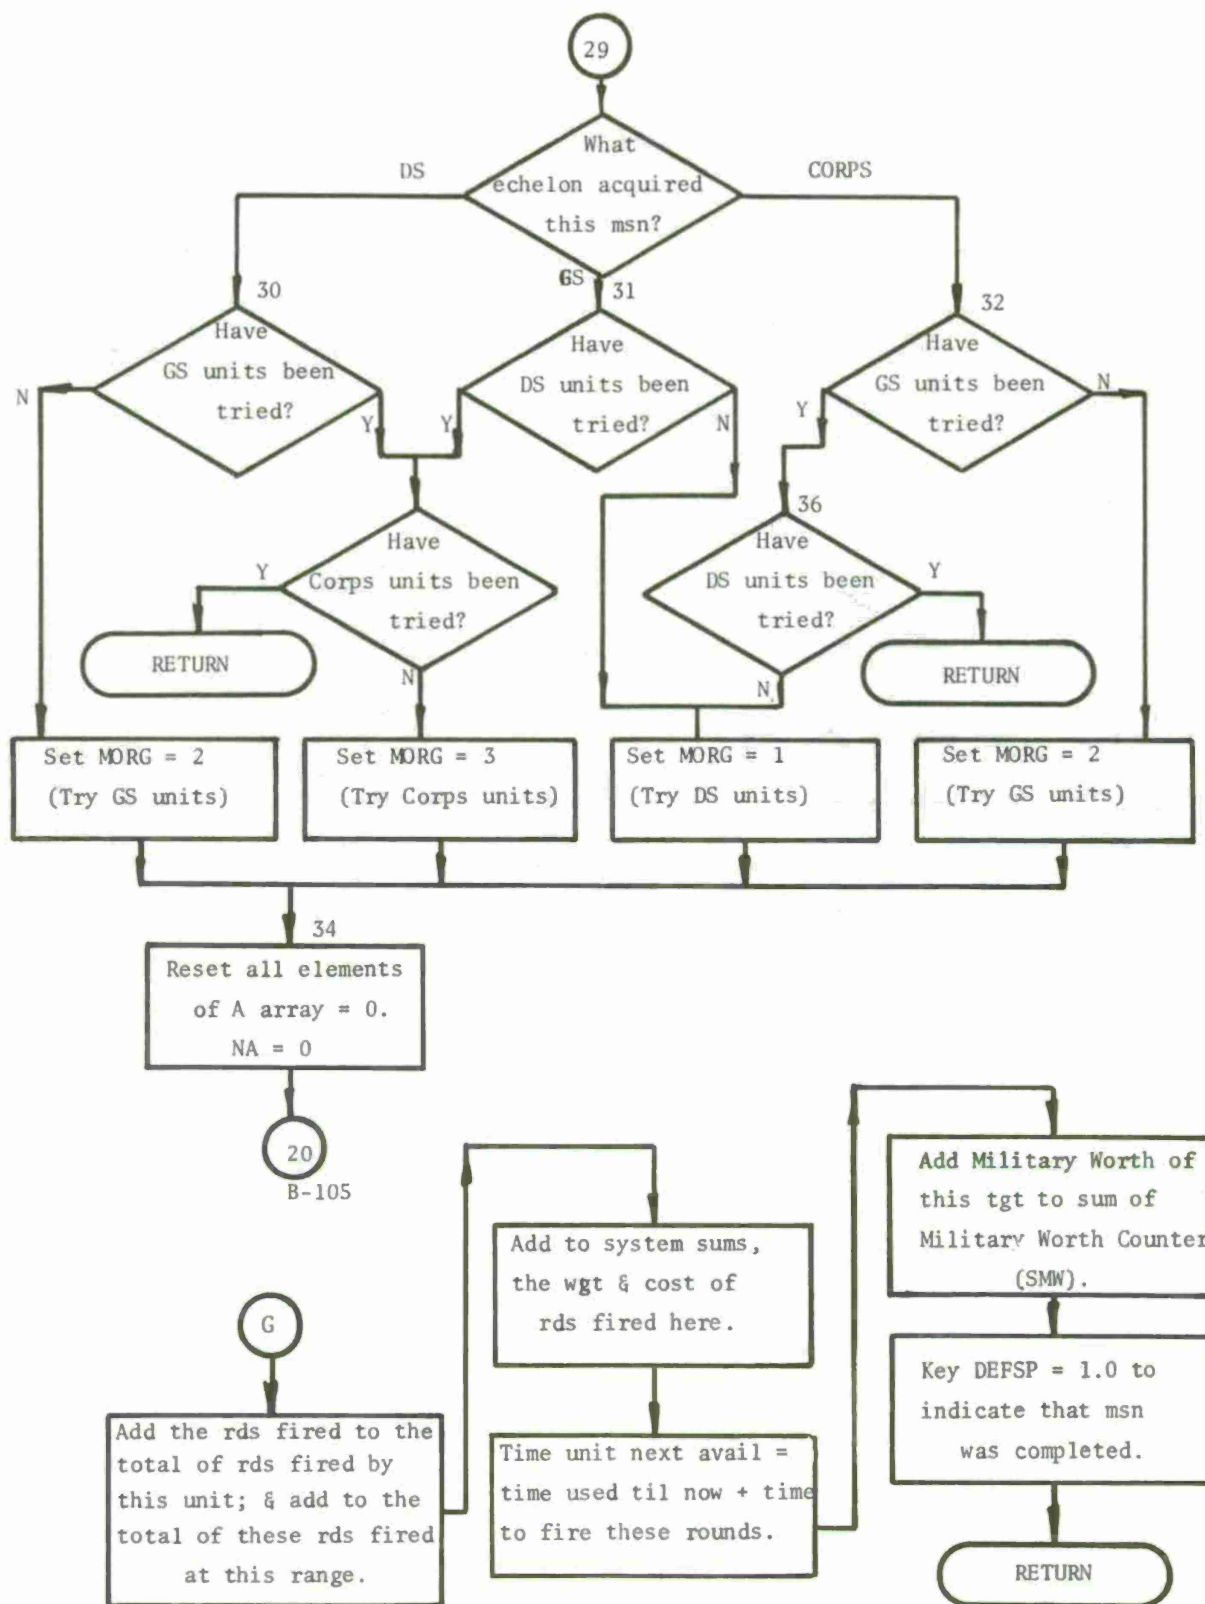 29
What
echelon acquired
this msn?
DS
CORPS
GS
30
Have
GS units been
tried?
N
Y
31
Have
DS units been
tried?
Y
N
32
Have
GS units been
tried?
Y
N
Have
Corps units been
tried?
Y
N
RETURN
36
Have
DS units been
tried?
Y
N
RETURN
Set MORG = 2
(Try GS units)
Set MORG = 3
(Try Corps units)
Set MORG = 1
(Try DS units)
Set MORG = 2
(Try GS units)
34
Reset all elements
of A array = 0.
NA = 0
20
B-105
G
Add the rds fired to the
total of rds fired by
this unit; & add to the
total of these rds fired
at this range.
Add to system sums,
the wgt & cost of
rds fired here.
Time unit next avail =
time used til now + time
to fire these rounds.
Add Military Worth of
this tgt to sum of
Military Worth Counter
(SMW).
Key DEFSP = 1.0 to
indicate that msn
was completed.
RETURN